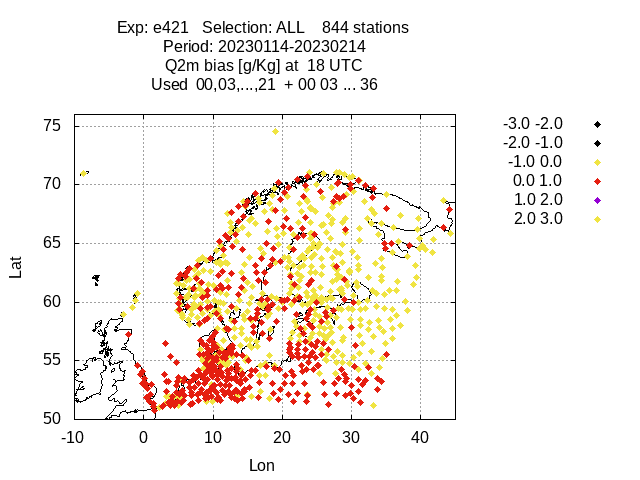 Exp: e421   Selection: ALL    844 stations
Period: 20230114-20230214
Q2m bias [g/Kg] at  18 UTC
Used  00,03,...,21  + 00 03 ... 36
-3.0 -2.0
-2.0 -1.0
-1.0 0.0
0.0 1.0
1.0 2.0
2.0 3.0
75
70
65
60
55
50
Lat
-10 0 10 20 30 40
Lon